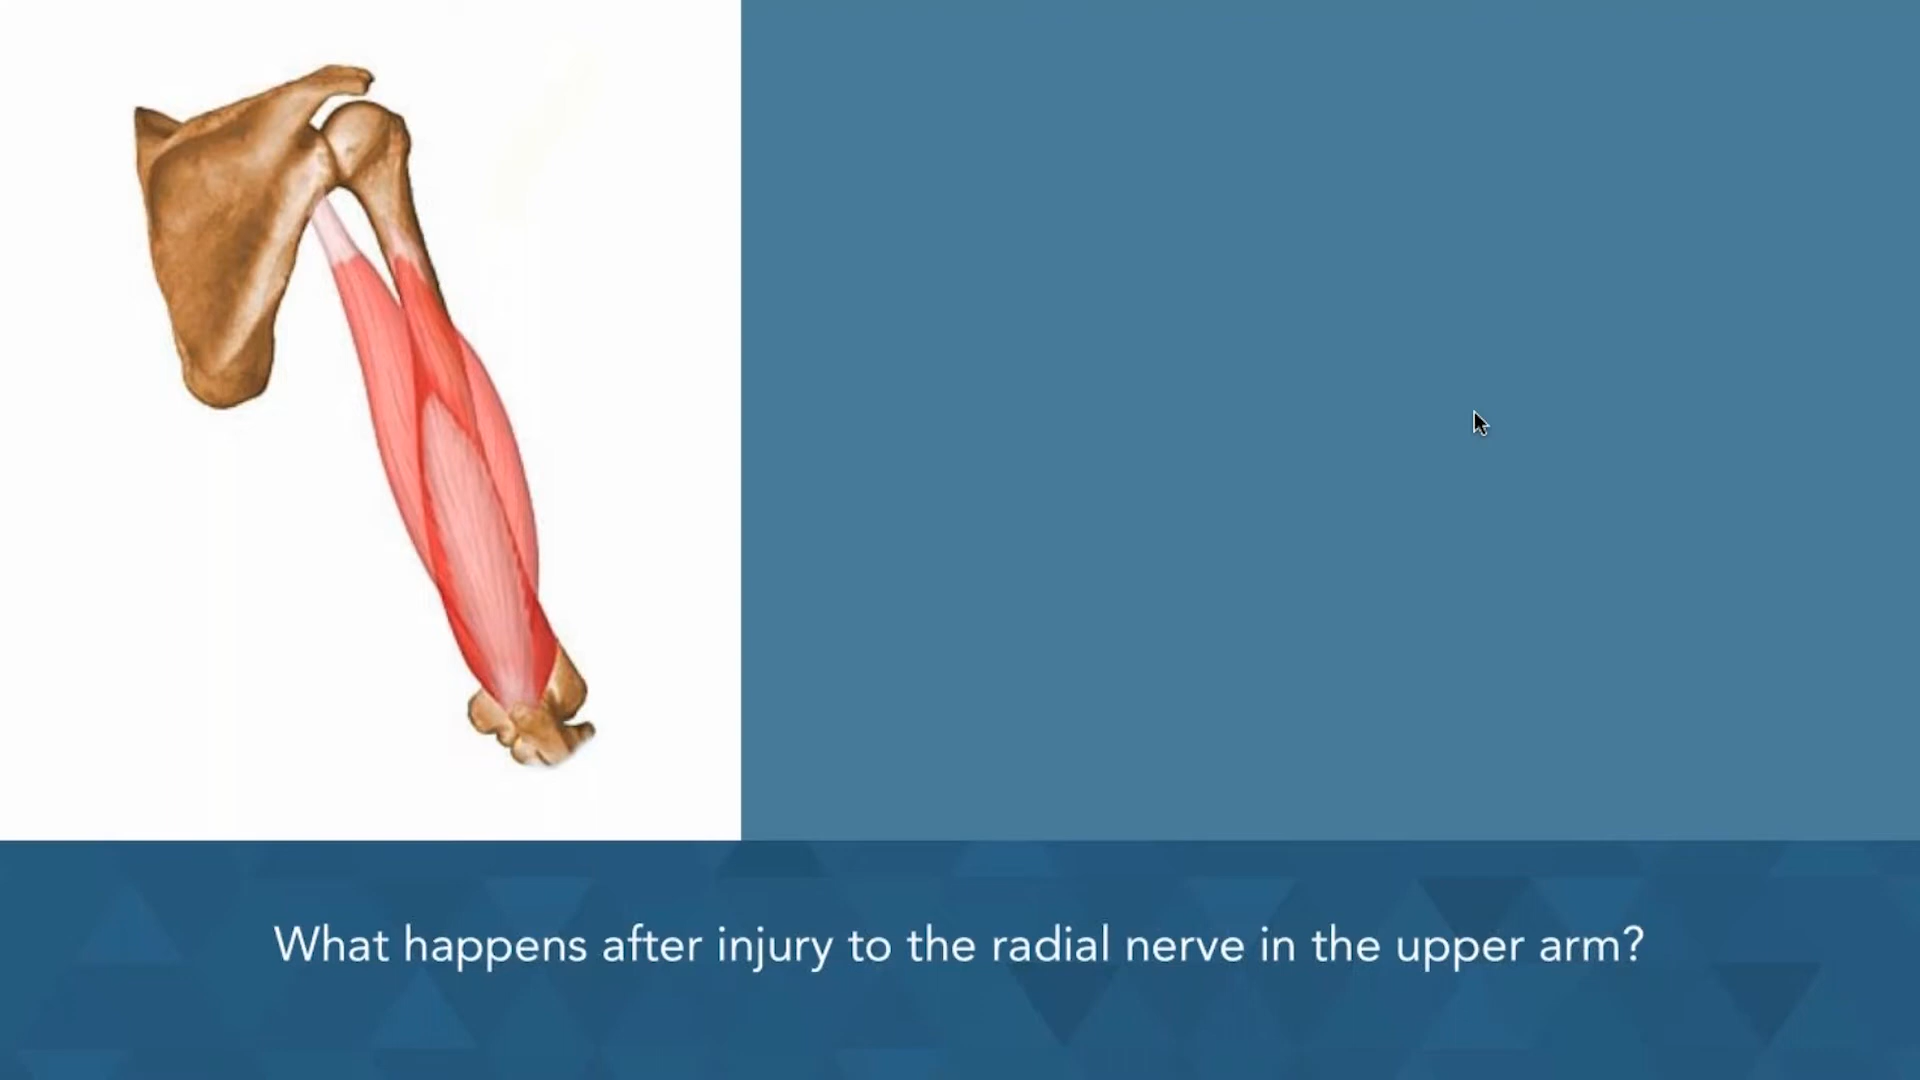 What happens after injury to the radial nerve in the upper arm?